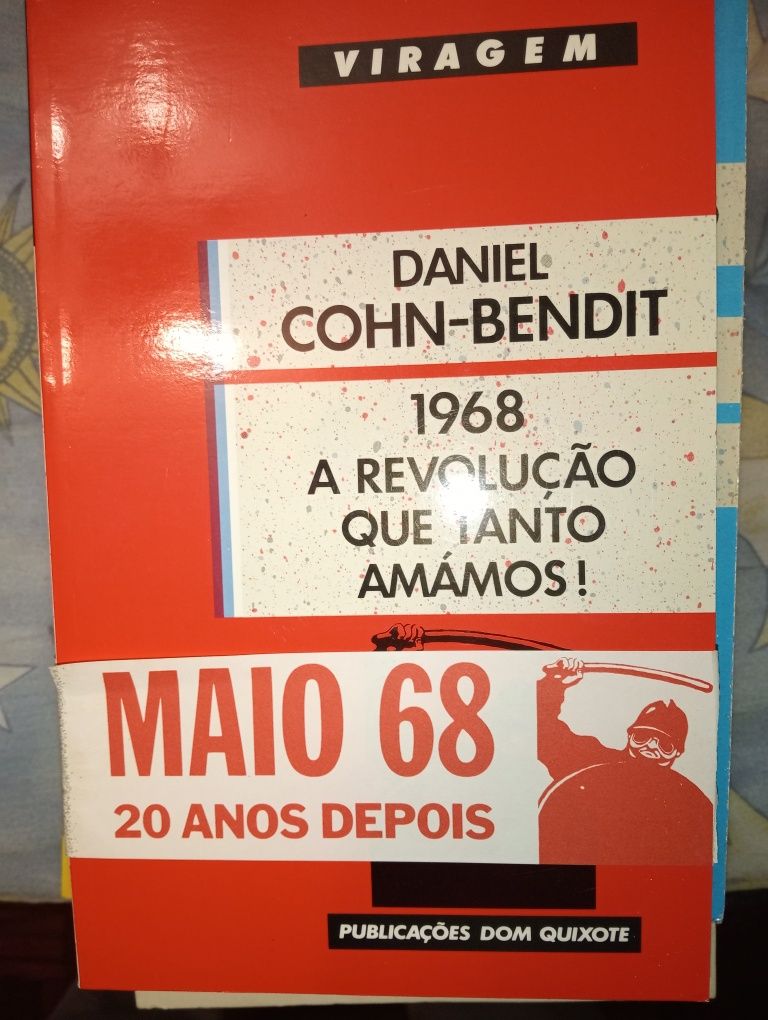 VIRAGEM
DANIEL
COHN-BENDIT
1968
A REVOLUÇÃO
QUE TANTO
AMÁMOS!
MAIO 68
20 ANOS DEPOIS
PUBLICAÇÕES DOM QUIXOTE